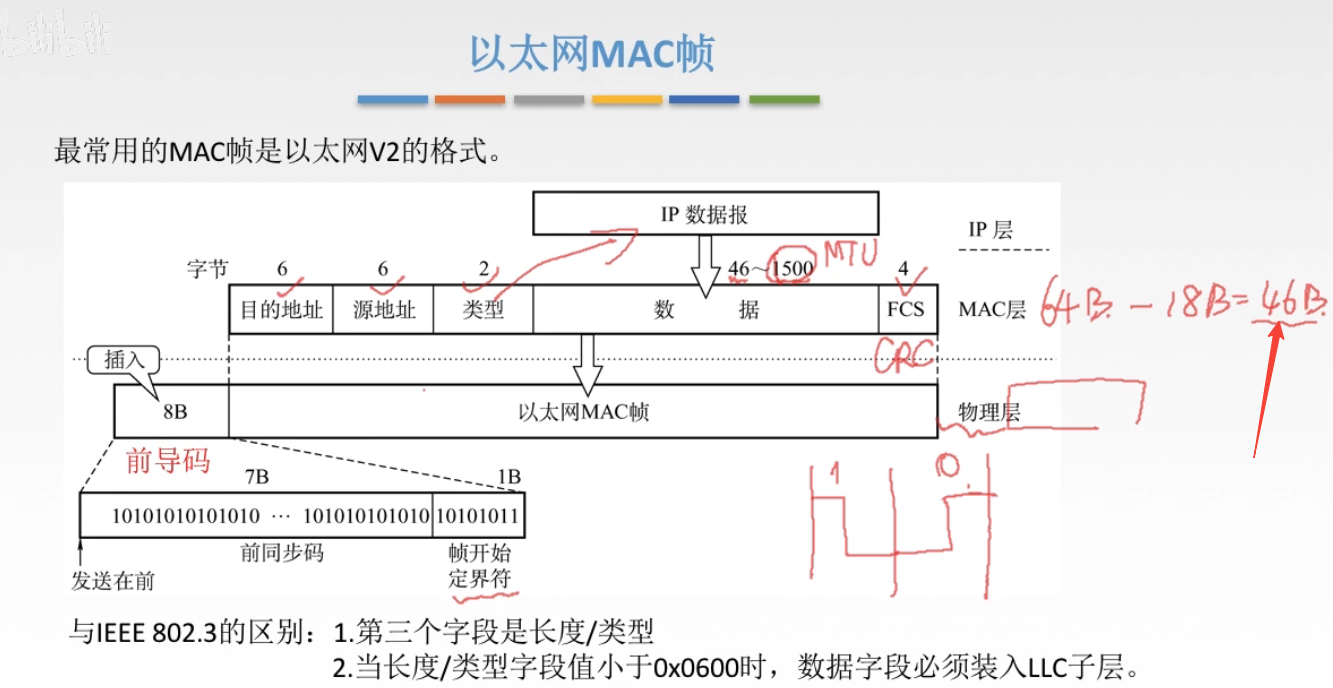 bilibili
以太网MAC帧
最常用的MAC帧是以太网V2的格式。
IP 数据报
IP 层
字节 6 6 2 46~1500 MTU 4
目的地址 源地址 类型 数 据 FCS MAC层 64B - 18B = 46B.
CRC
插入
8B 以太网MAC帧 物理层
前导码
7B 1B
1 0
10101010101010 ··· 101010101010 10101011
前同步码 帧开始
定界符
发送在前
与IEEE 802.3的区别：1.第三个字段是长度/类型
2.当长度/类型字段值小于0x0600时，数据字段必须装入LLC子层。